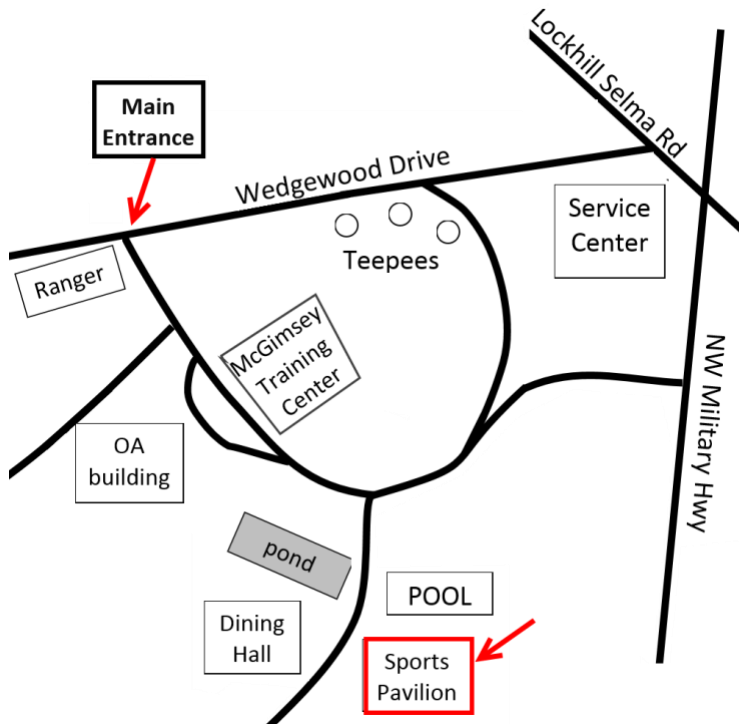 Lockhill Selma Rd
Main
Entrance
Wedgewood Drive
Service
Center
Teepees
Ranger
McGimsey
Training
Center
NW Military Hwy
OA
building
pond
POOL
Dining
Hall
Sports
Pavilion